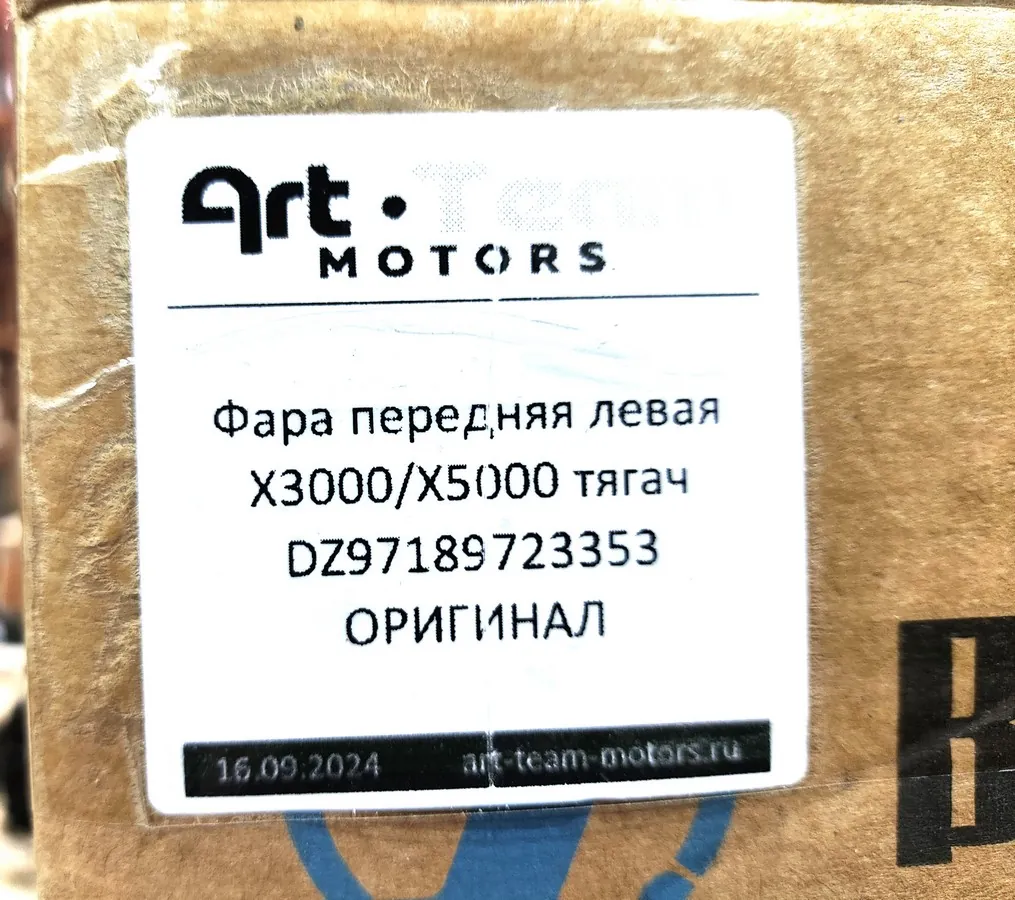 art · Team
MOTORS
Фара передняя левая
X3000/X5000 тягач
DZ97189723353
ОРИГИНАЛ
16.09.2024 art-team-motors.ru